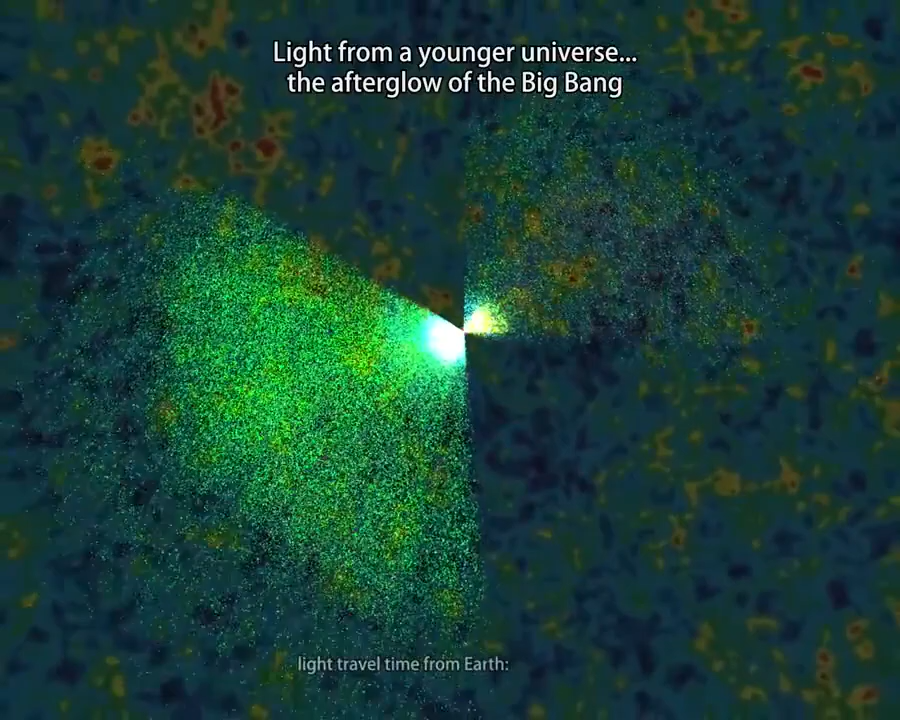 Light from a younger universe...
the afterglow of the Big Bang
light travel time from Earth: